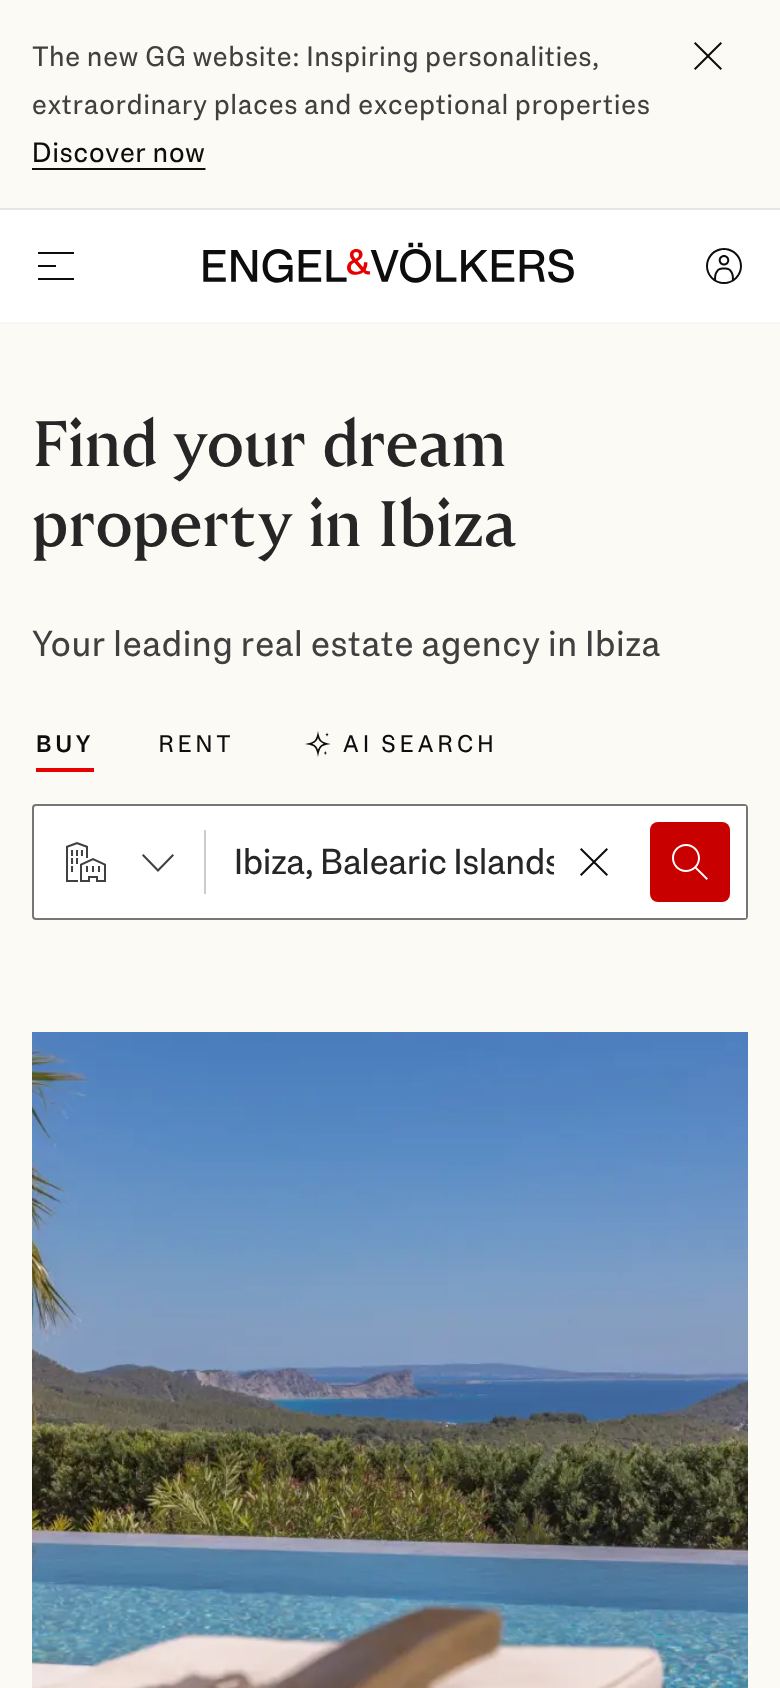 The new GG website: Inspiring personalities,
extraordinary places and exceptional properties
Discover now
ENGEL&VÖLKERS
Find your dream
property in Ibiza
Your leading real estate agency in Ibiza
BUY RENT AI SEARCH
Ibiza, Balearic Islands